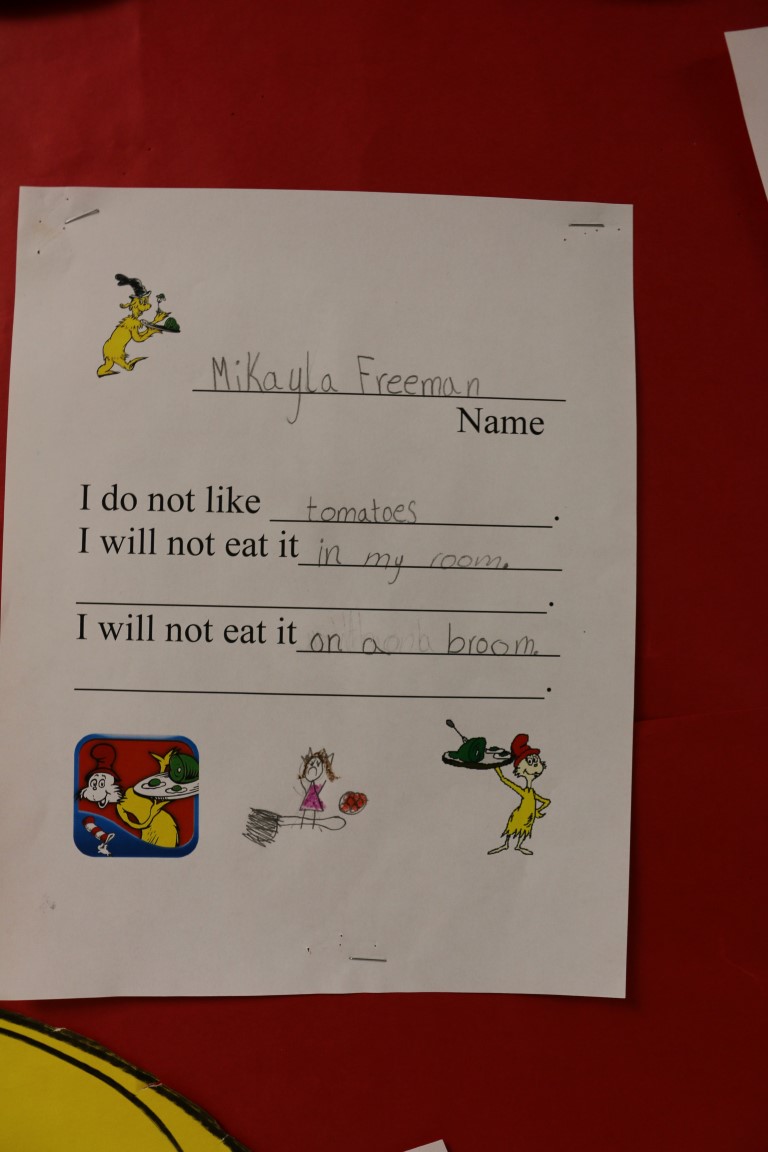 Mikayla Freeman
Name
I do not like tomatoes.
I will not eat it in my room.
.
I will not eat it on a broom.
.